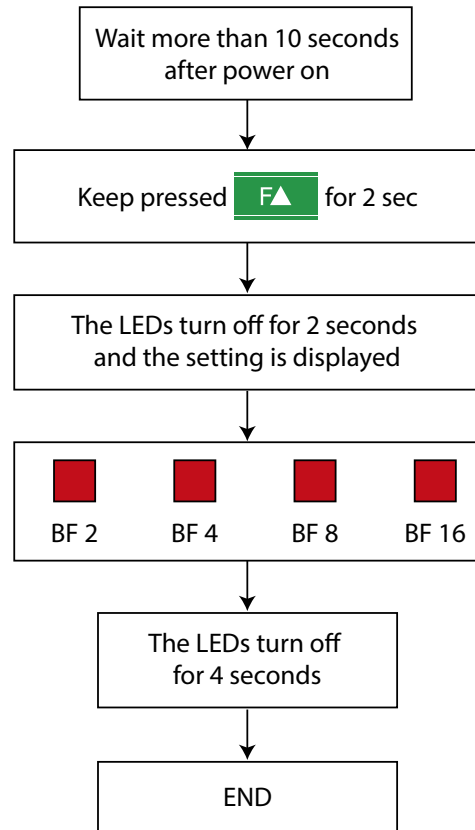 Wait more than 10 seconds
after power on
Keep pressed F▲ for 2 sec
The LEDs turn off for 2 seconds
and the setting is displayed
BF 2 BF 4 BF 8 BF 16
The LEDs turn off
for 4 seconds
END